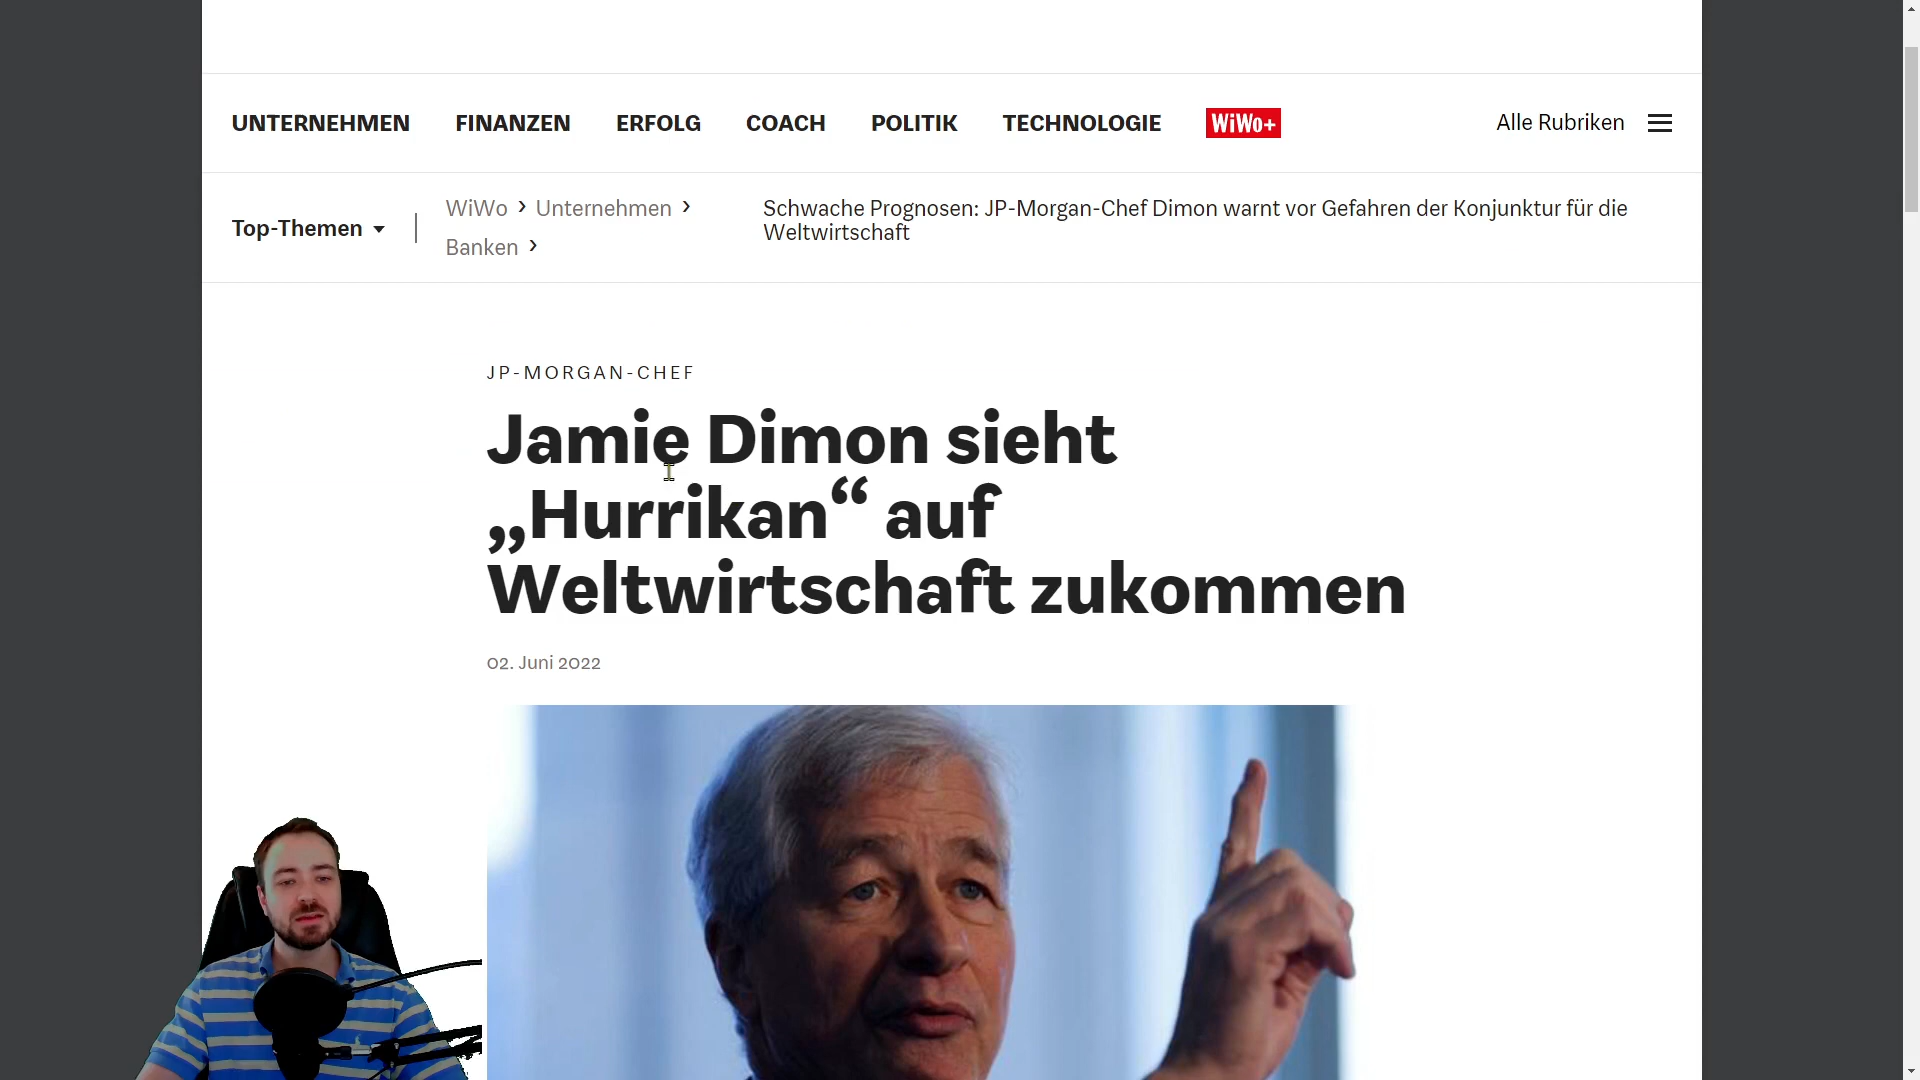 UNTERNEHMEN FINANZEN ERFOLG COACH POLITIK TECHNOLOGIE WiWo+ Alle Rubriken
Top-Themen
WiWo › Unternehmen ›
Banken ›
Schwache Prognosen: JP-Morgan-Chef Dimon warnt vor Gefahren der Konjunktur für die
Weltwirtschaft
JP-MORGAN-CHEF
Jamie Dimon sieht
„Hurrikan“ auf
Weltwirtschaft zukommen
02. Juni 2022